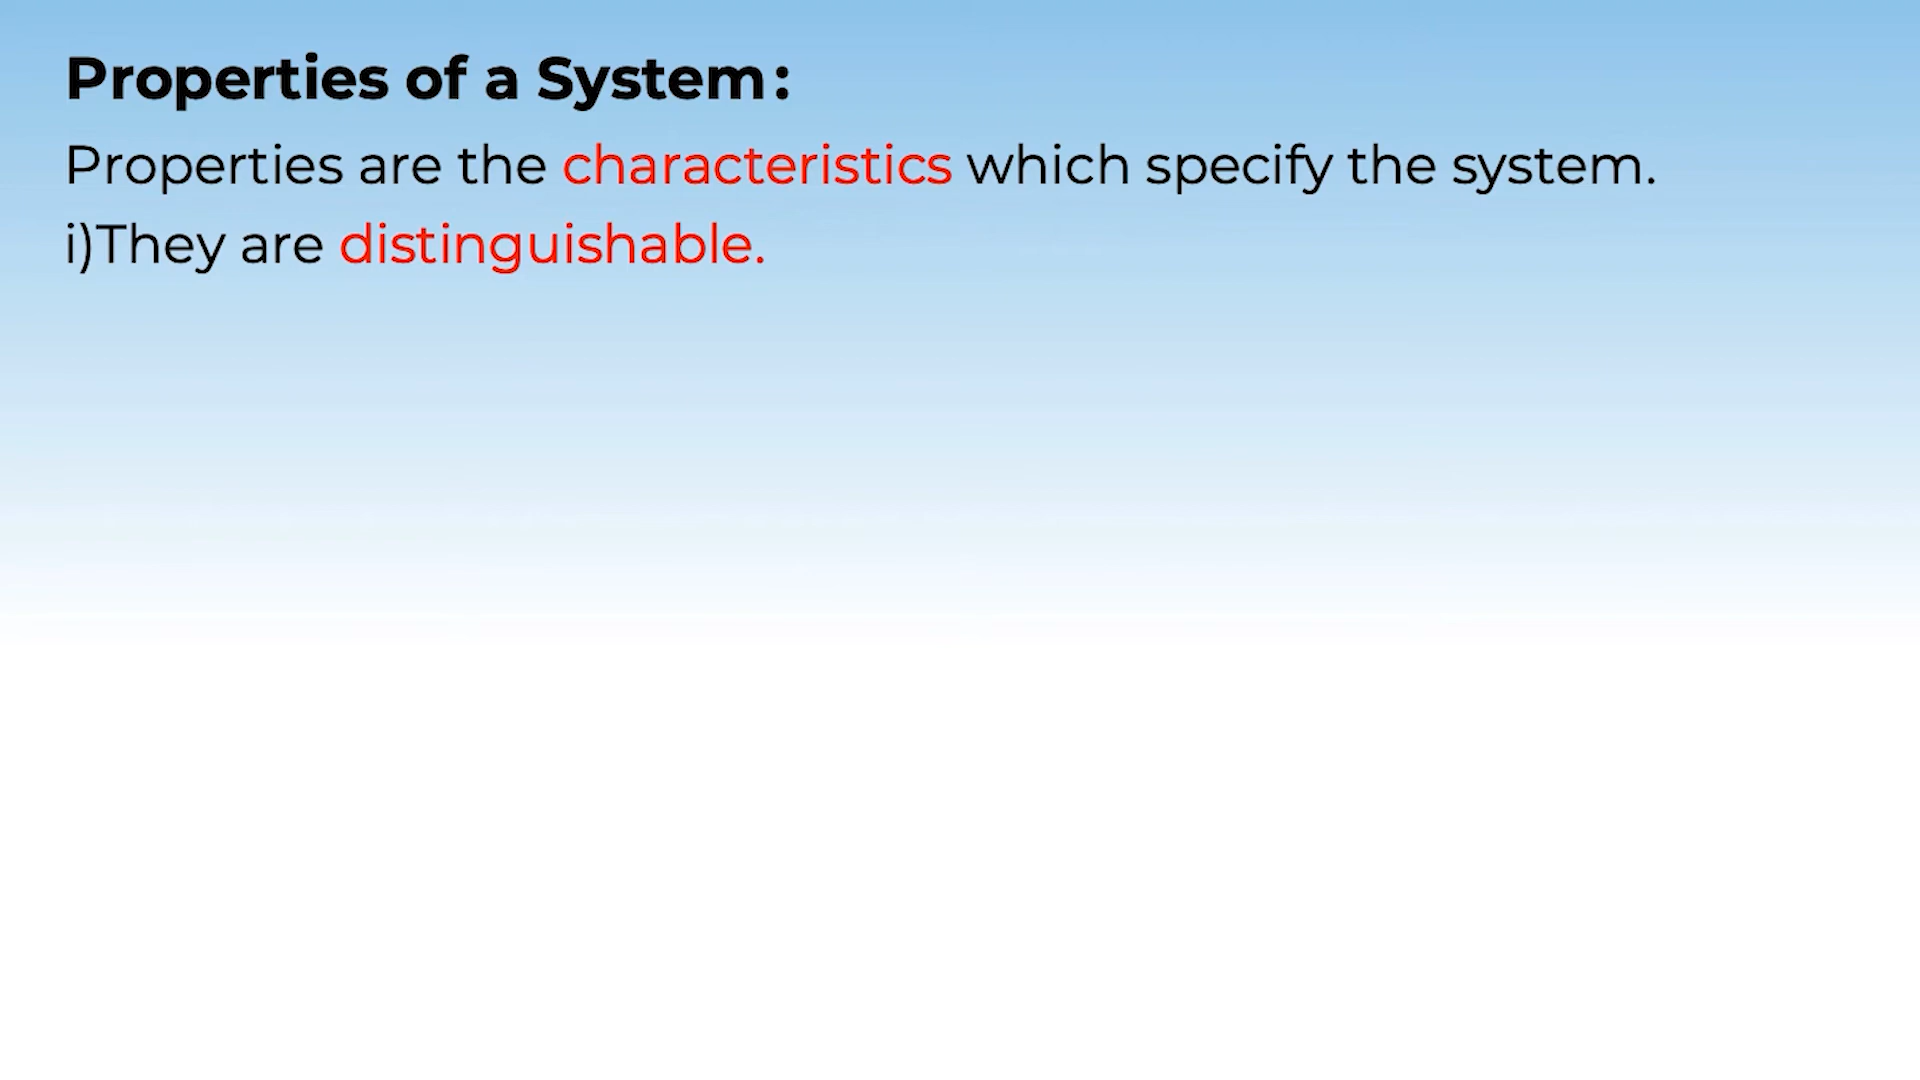 Properties of a System:
Properties are the characteristics which specify the system.
i)They are distinguishable.